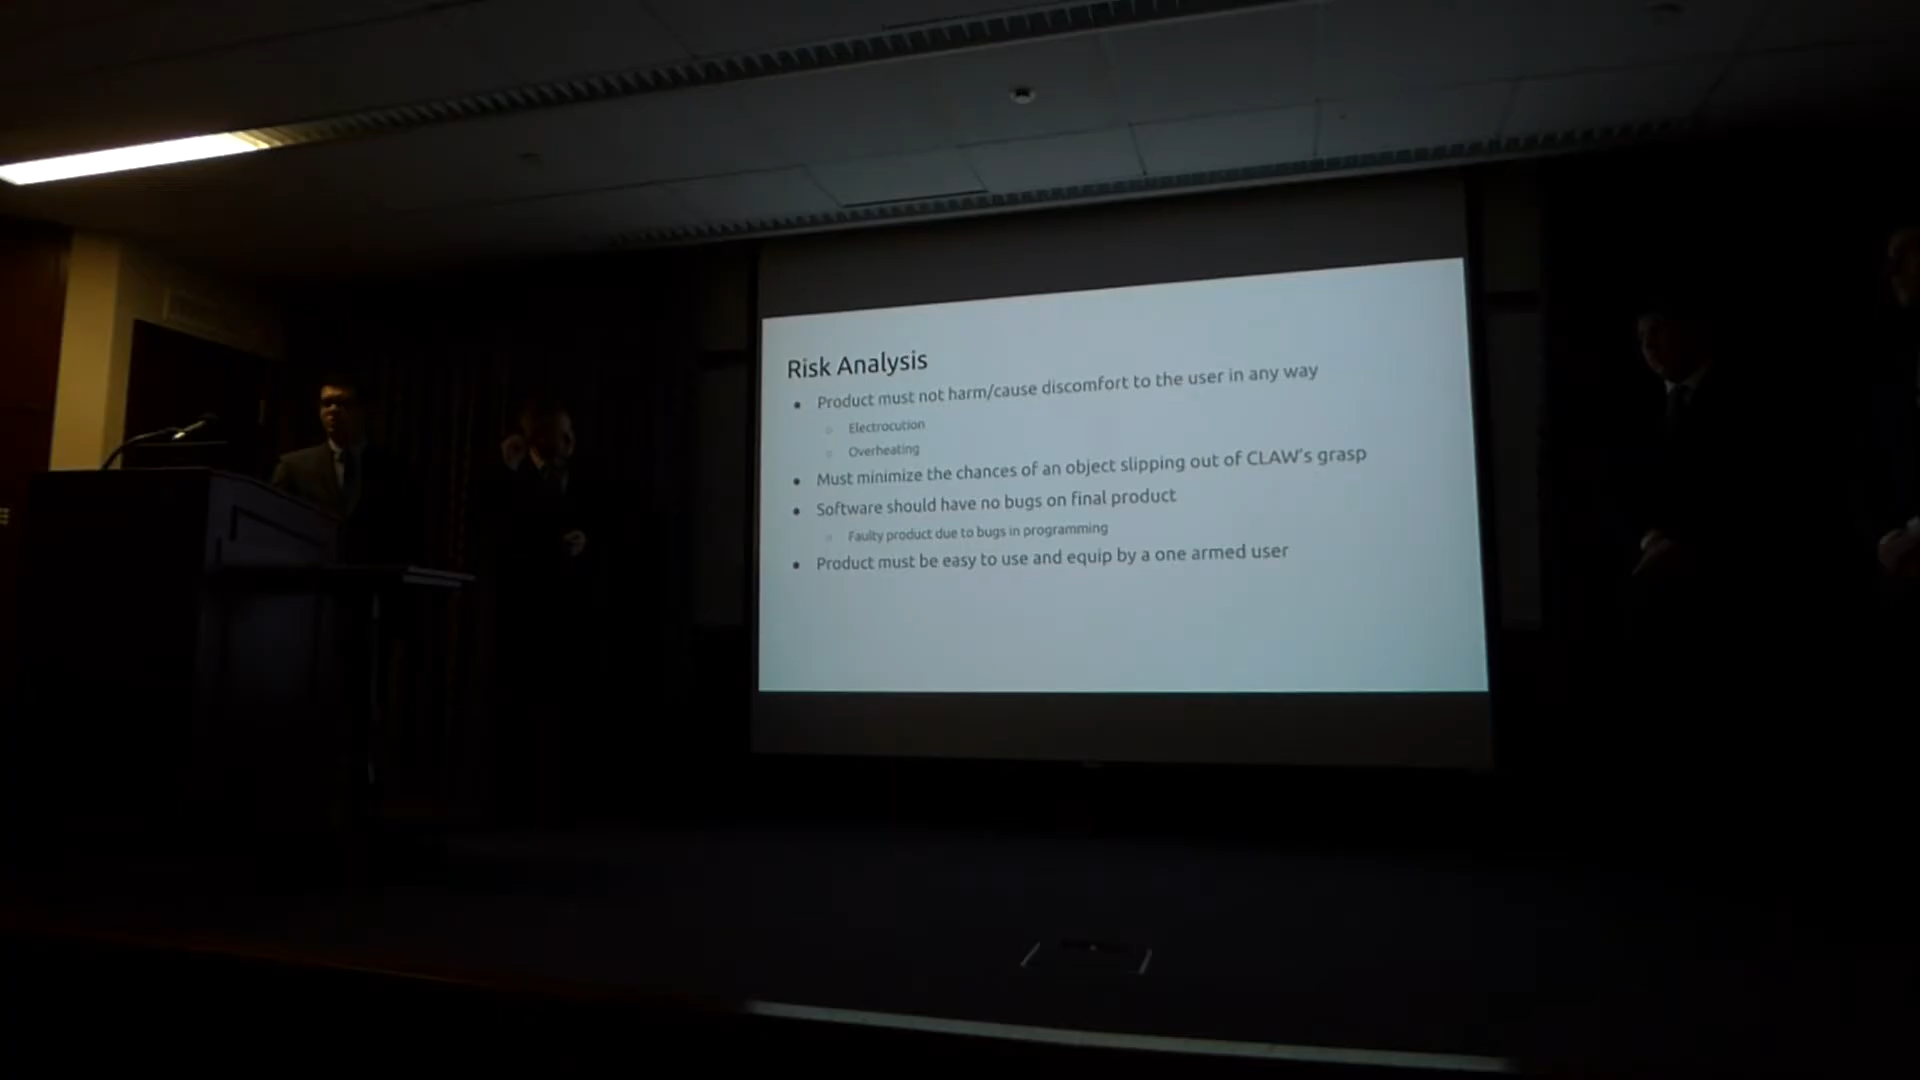 Risk Analysis
● Product must not harm/cause discomfort to the user in any way
○ Electrocution
○ Overheating
● Must minimize the chances of an object slipping out of CLAW's grasp
● Software should have no bugs on final product
○ Faulty product due to bugs in programming
● Product must be easy to use and equip by a one armed user